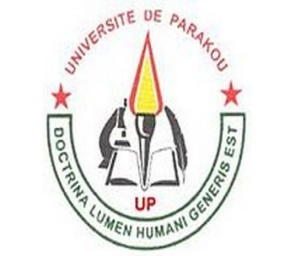 UNIVERSITE DE PARAKOU
UP
DOCTRINA LUMEN HUMANI GENERIS EST